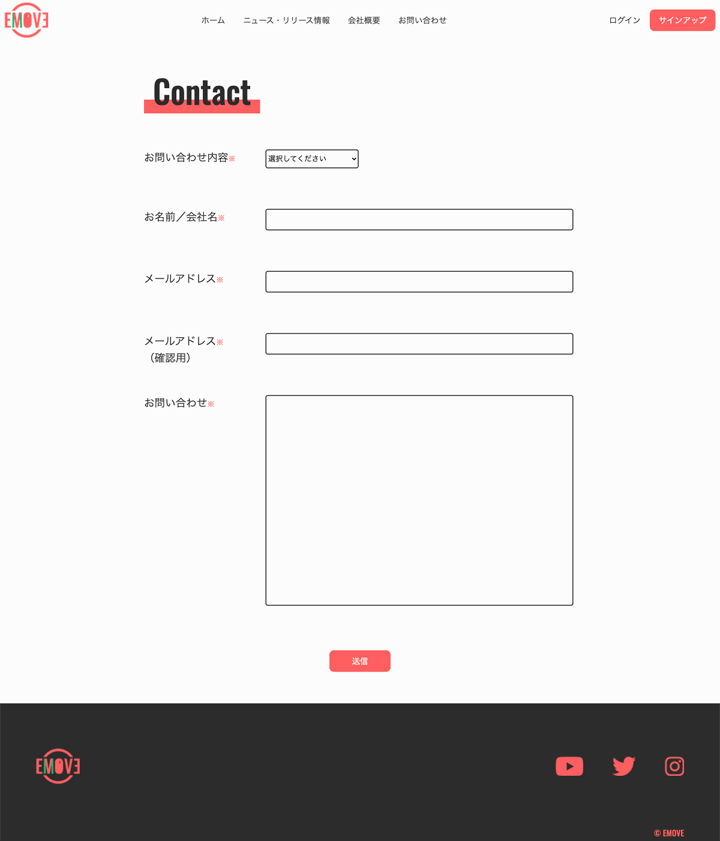 EMOVE
ホーム ニュース・リリース情報 会社概要 お問い合わせ ログイン サインアップ
Contact
お問い合わせ内容※ 選択してください
お名前／会社名※
メールアドレス※
メールアドレス※
（確認用）
お問い合わせ※
送信
EMOVE
© EMOVE